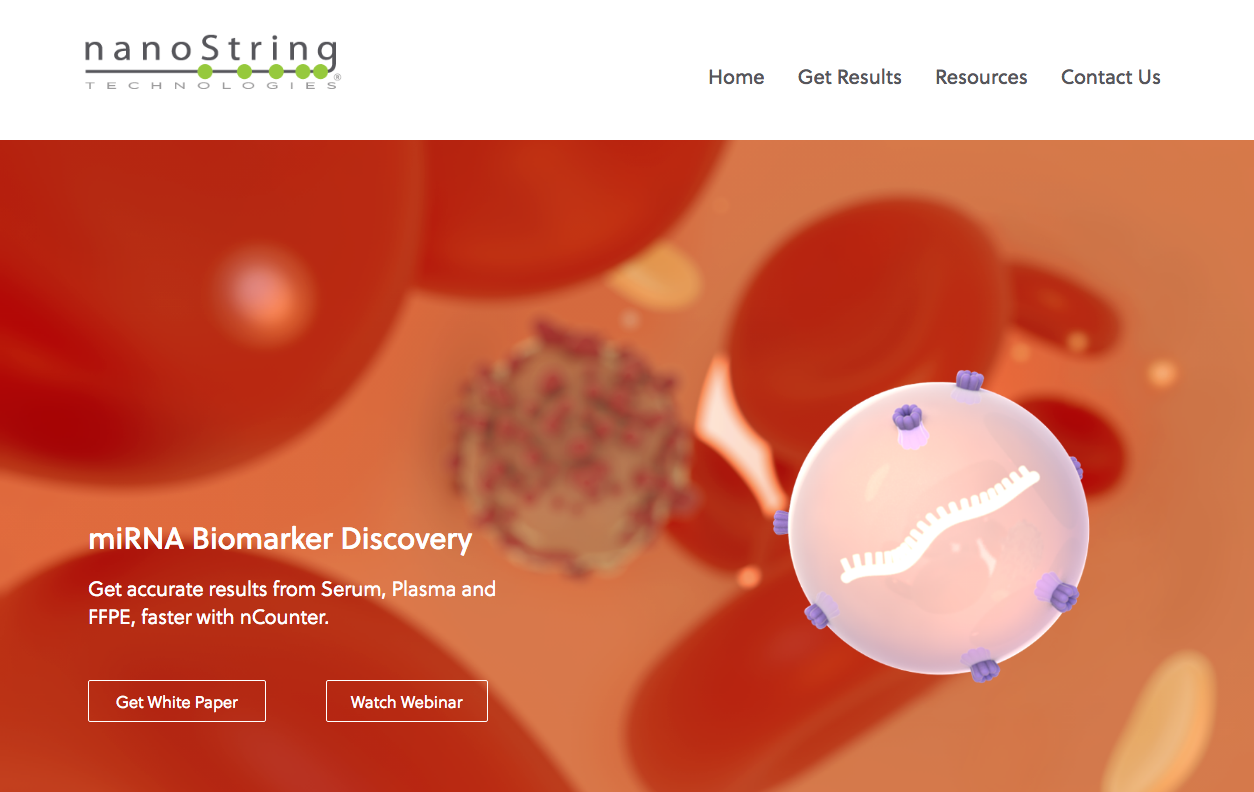 nanoString
TECHNOLOGIES®
Home
Get Results
Resources
Contact Us
miRNA Biomarker Discovery
Get accurate results from Serum, Plasma and
FFPE, faster with nCounter.
Get White Paper
Watch Webinar